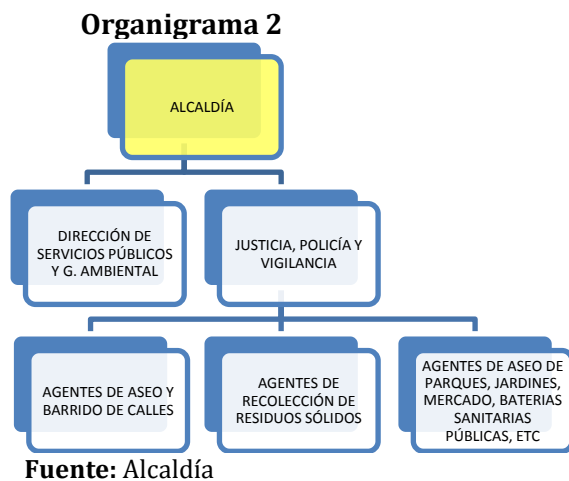 Organigrama 2
ALCALDÍA
DIRECCIÓN DE
SERVICIOS PÚBLICOS
Y G. AMBIENTAL
JUSTICIA, POLICÍA Y
VIGILANCIA
AGENTES DE ASEO Y
BARRIDO DE CALLES
AGENTES DE
RECOLECCIÓN DE
RESIDUOS SÓLIDOS
AGENTES DE ASEO DE
PARQUES, JARDINES,
MERCADO, BATERIAS
SANITARIAS
PÚBLICAS, ETC
Fuente: Alcaldía